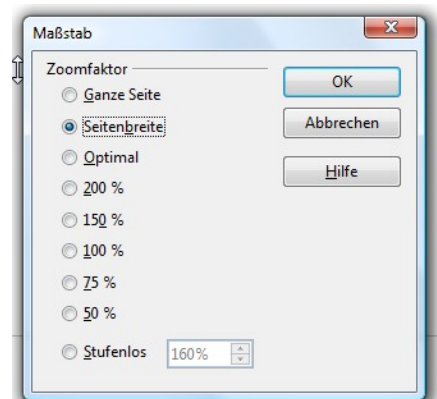 Maßstab
Zoomfaktor
Ganze Seite
Seitenbreite
Optimal
200 %
150 %
100 %
75 %
50 %
Stufenlos 160%
OK
Abbrechen
Hilfe